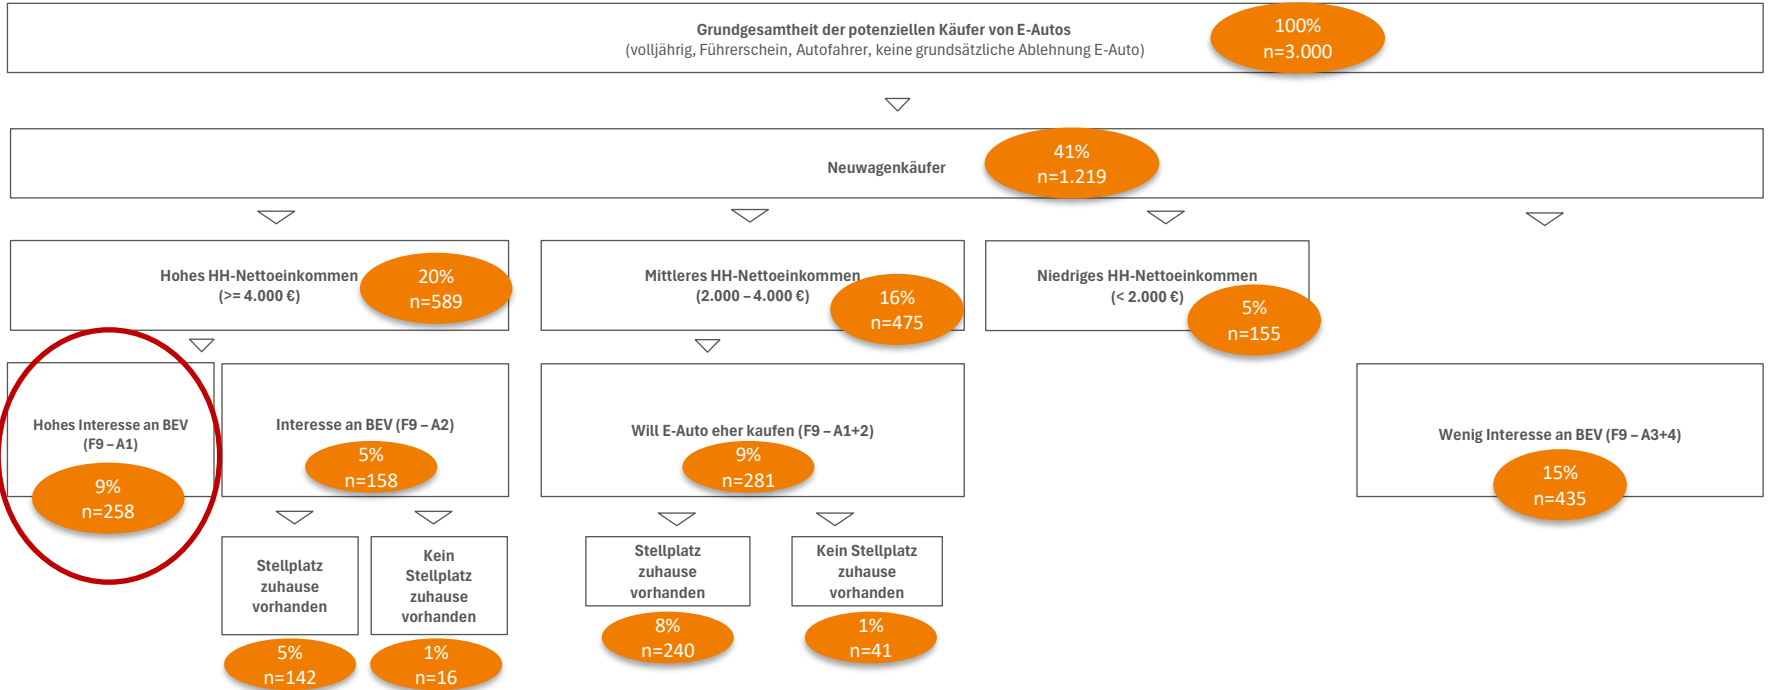 Grundgesamtheit der potenziellen Käufer von E-Autos
(volljährig, Führerschein, Autofahrer, keine grundsätzliche Ablehnung E-Auto)
100%
n=3.000
Neuwagenkäufer
41%
n=1.219
Hohes HH-Nettoeinkommen
(>= 4.000 €)
20%
n=589
Mittleres HH-Nettoeinkommen
(2.000 – 4.000 €)
16%
n=475
Niedriges HH-Nettoeinkommen
(< 2.000 €)
5%
n=155
Hohes Interesse an BEV
(F9 – A1)
9%
n=258
Interesse an BEV (F9 – A2)
5%
n=158
Will E-Auto eher kaufen (F9 – A1+2)
9%
n=281
Wenig Interesse an BEV (F9 – A3+4)
15%
n=435
Stellplatz
zuhause
vorhanden
5%
n=142
Kein
Stellplatz
zuhause
vorhanden
1%
n=16
Stellplatz
zuhause
vorhanden
8%
n=240
Kein Stellplatz
zuhause
vorhanden
1%
n=41